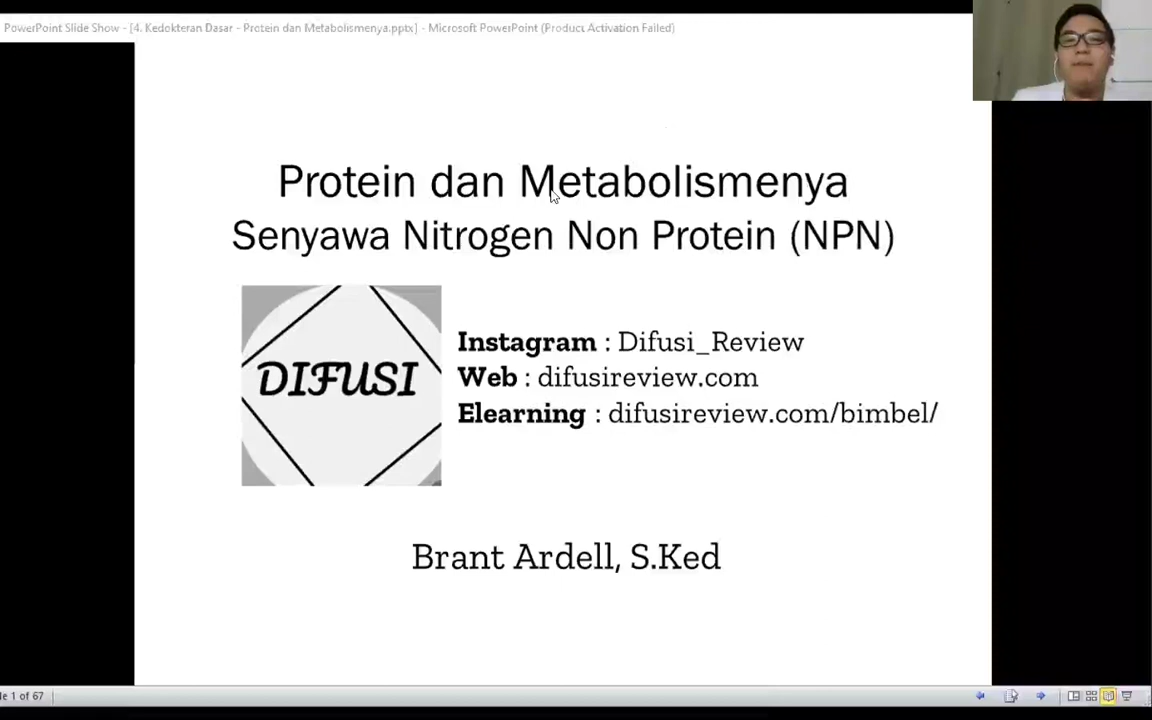 PowerPoint Slide Show - [4. Kedokteran Dasar - Protein dan Metabolismenya.pptx] - Microsoft PowerPoint (Product Activation Failed)
Protein dan Metabolismenya
Senyawa Nitrogen Non Protein (NPN)
DIFUSI
Instagram : Difusi_Review
Web : difusireview.com
Elearning : difusireview.com/bimbel/
Brant Ardell, S.Ked
le 1 of 67